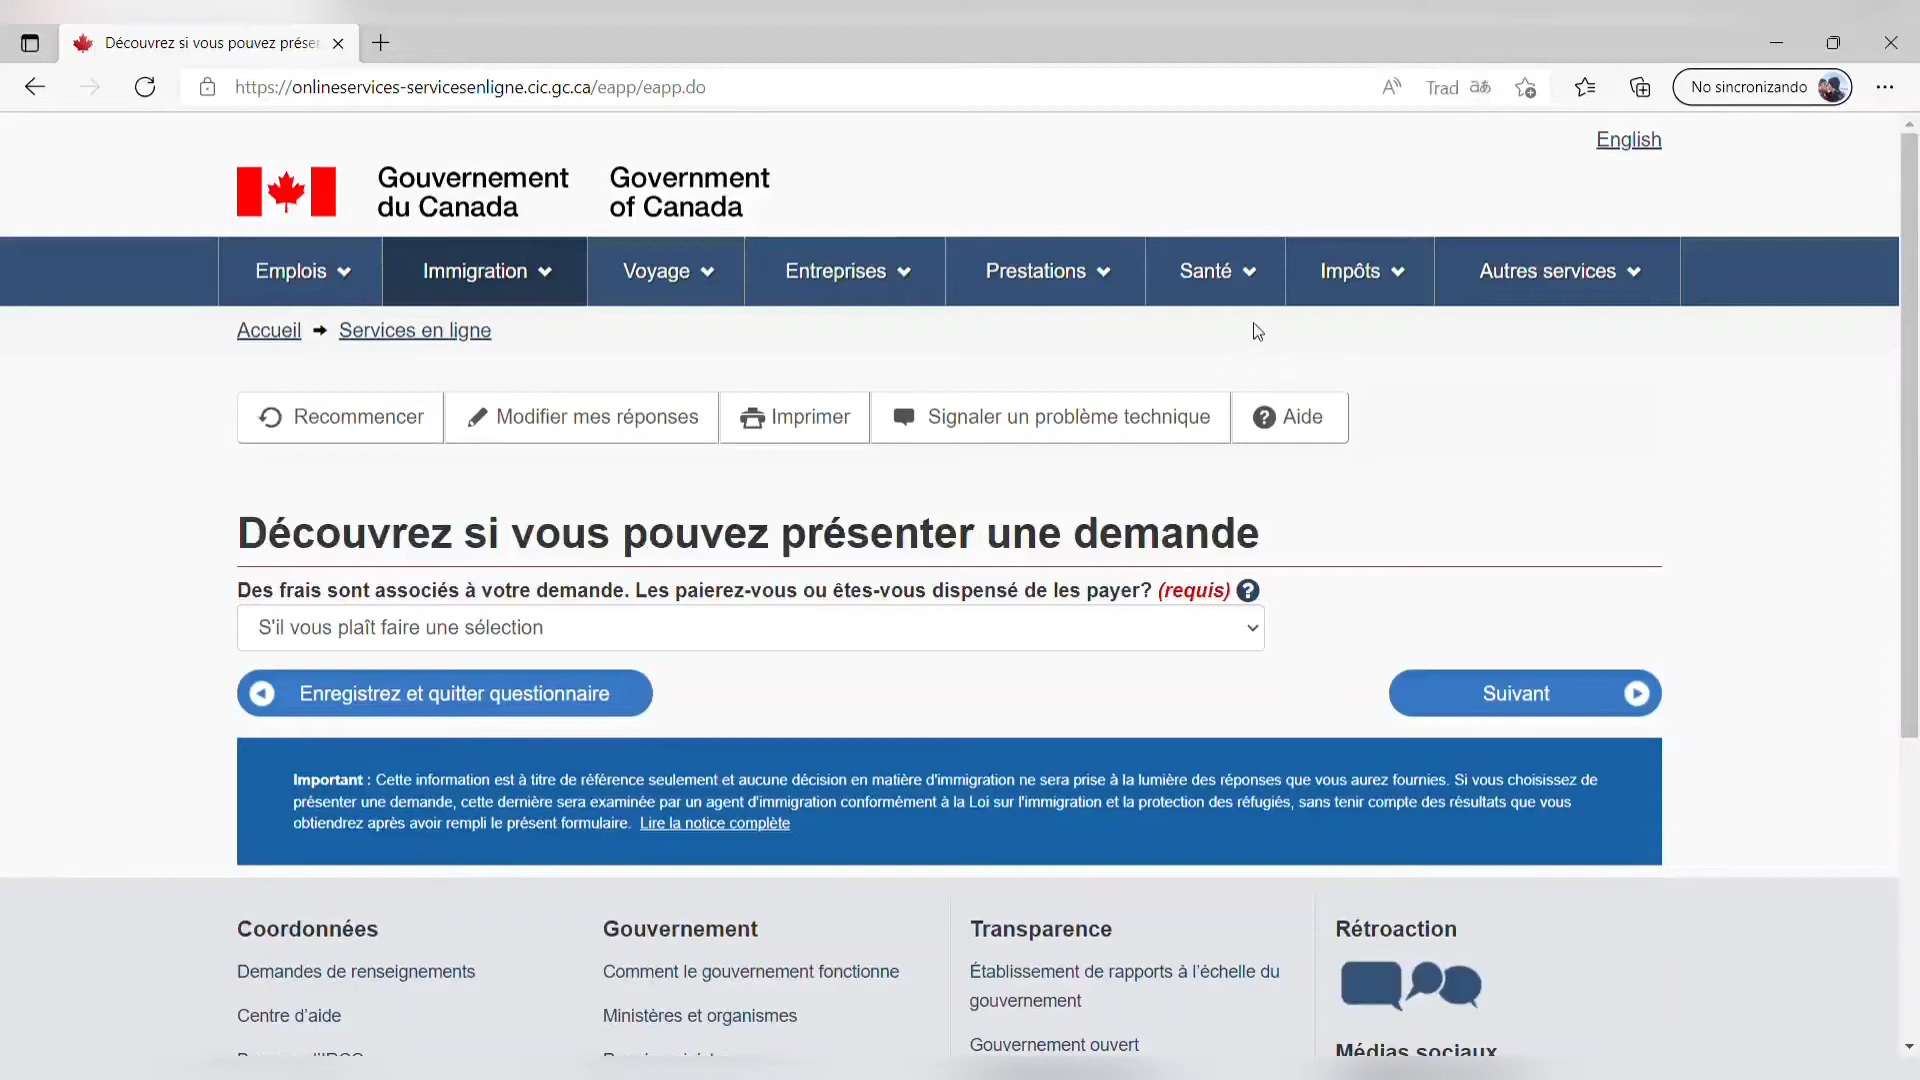 Découvrez si vous pouvez préser
https://onlineservices-servicesenligne.cic.gc.ca/eapp/eapp.do
Trad
No sincronizando
English
Gouvernement du Canada
Government of Canada
Emplois
Immigration
Voyage
Entreprises
Prestations
Santé
Impôts
Autres services
Accueil
Services en ligne
Recommencer
Modifier mes réponses
Imprimer
Signaler un problème technique
Aide
Découvrez si vous pouvez présenter une demande
Des frais sont associés à votre demande. Les paierez-vous ou êtes-vous dispensé de les payer? (requis)
S'il vous plaît faire une sélection
Enregistrez et quitter questionnaire
Suivant
Important : Cette information est à titre de référence seulement et aucune décision en matière d'immigration ne sera prise à la lumière des réponses que vous aurez fournies. Si vous choisissez de
présenter une demande, cette dernière sera examinée par un agent d'immigration conformément à la Loi sur l'immigration et la protection des réfugiés, sans tenir compte des résultats que vous
obtiendrez après avoir rempli le présent formulaire. Lire la notice complète
Coordonnées
Demandes de renseignements
Centre d'aide
Gouvernement
Comment le gouvernement fonctionne
Ministères et organismes
Transparence
Établissement de rapports à l'échelle du
gouvernement
Gouvernement ouvert
Rétroaction
Médias sociaux